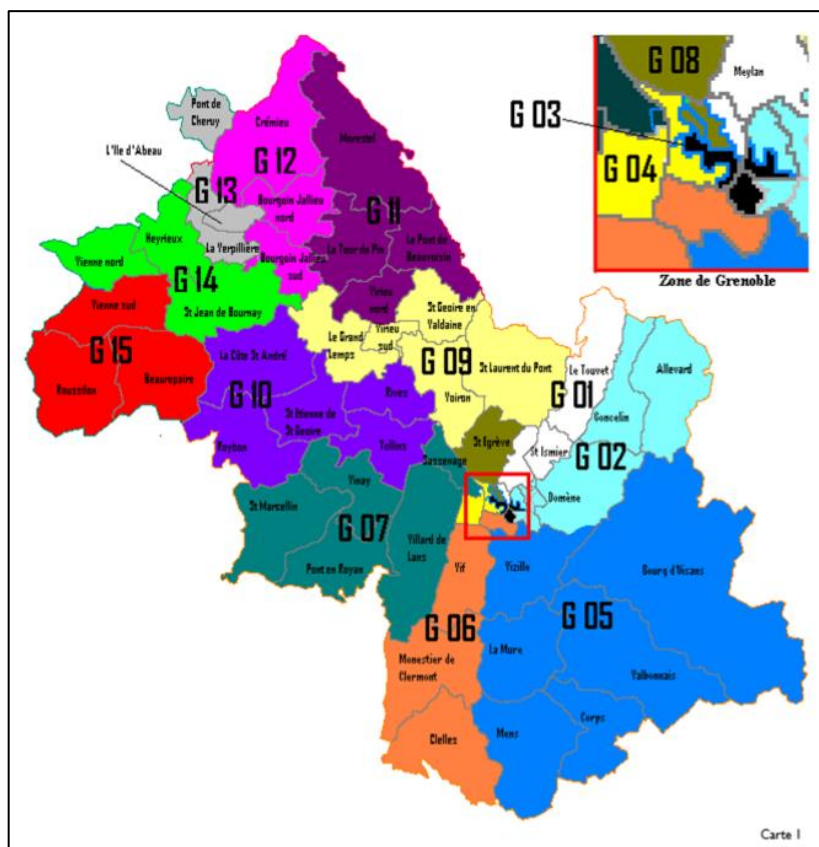 G 08
Meylan
G 03
G 04
Zone de Grenoble
Pont de
Cheruy
Crémieu
Morestel
L'Ile d'Abeau
G 12
G 13
Bourgoin Jallieu
nord
G 11
Heyrieux
La Verpillière
La Tour du Pin
Le Pont de
Beauvoisin
Vienne nord
G 14
Bourgoin Jallieu
sud
Vienne sud
St Jean de Bournay
Virieu
nord
St Geoire en
Valdaine
G 15
Le Grand
Lemps
Virieu
sud
La Côte St André
G 09
St Laurent du Pont
Le Touvet
Allevard
Roussilon
Beaurepaire
G 10
Rives
Voiron
G 01
Goncelin
St Etienne de
St Geoirs
Roybon
Tullins
St Egrève
St Ismier
G 02
Sassenage
Vinay
Domène
St Marsellin
G 07
Villard de
Lans
Pont en Royan
Vif
Vizille
Bourg d'Oisans
G 06
G 05
La Mure
Monestier de
Clermont
Valbonnais
Corps
Mens
Clelles
Carte 1